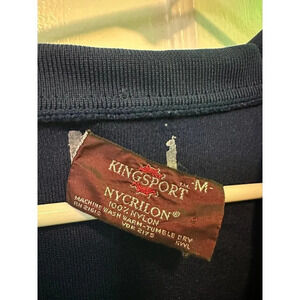 KINGSPORT -M-
NYCRILON®
100% NYLON
MACHINE WASH WARM-TUMBLE DRY